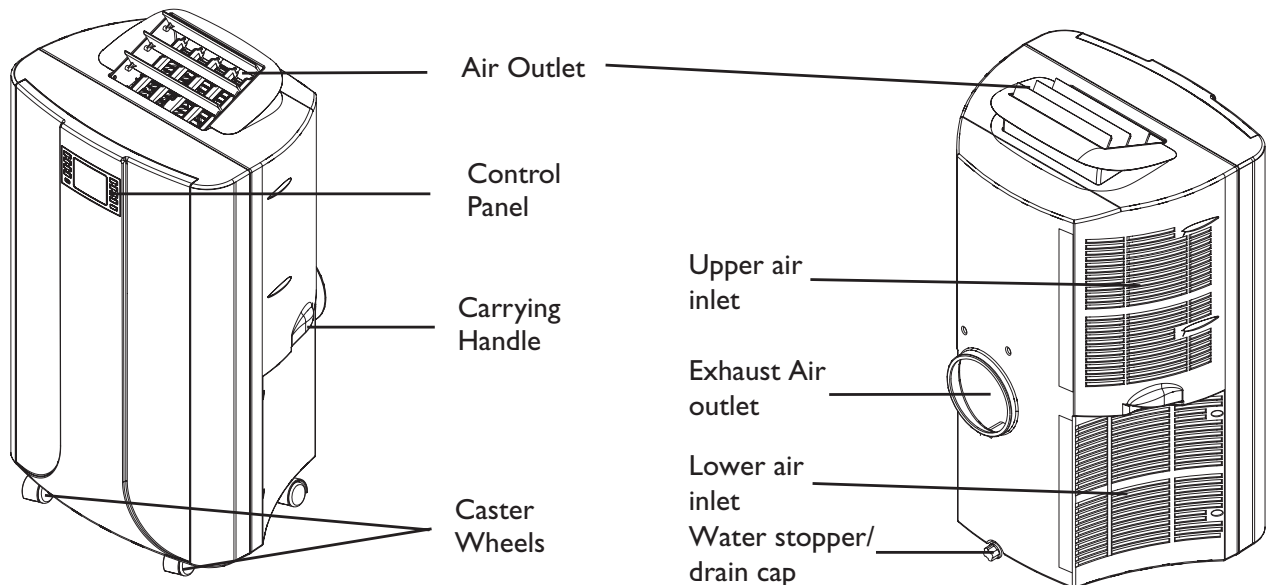 Air Outlet
Control
Panel
Carrying
Handle
Caster
Wheels
Upper air
inlet
Exhaust Air
outlet
Lower air
inlet
Water stopper/
drain cap